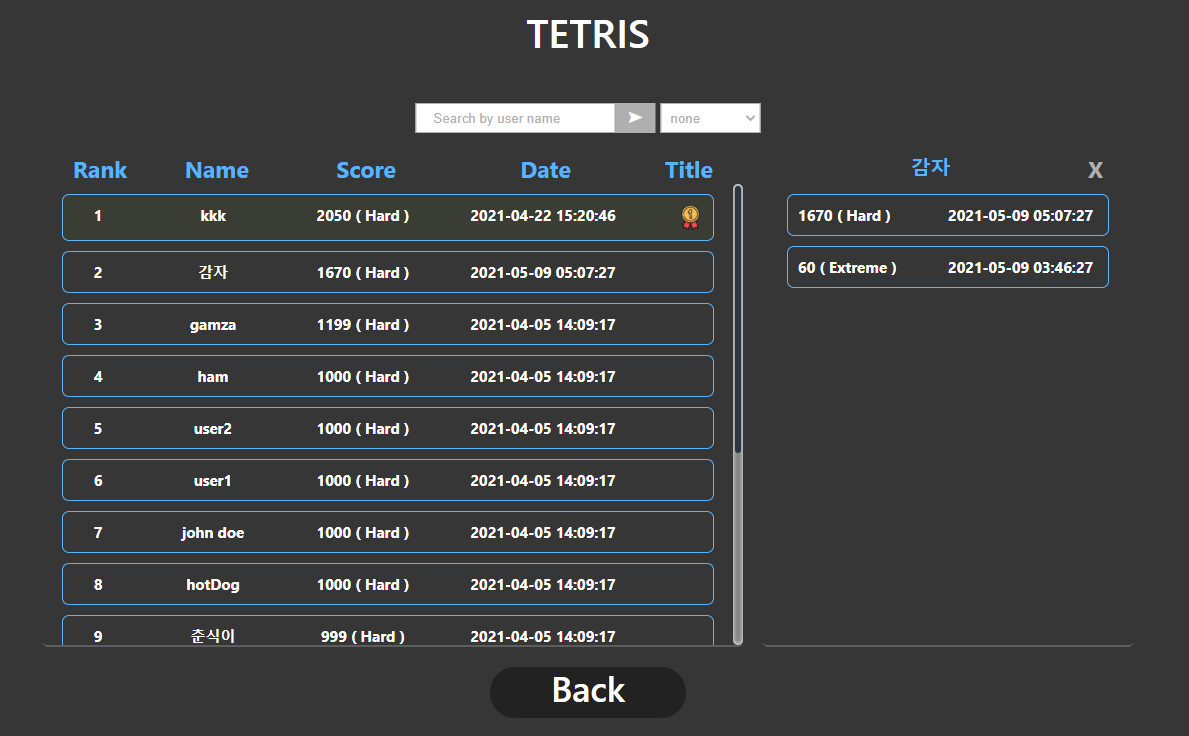 TETRIS
Search by user name ➤ none
Rank Name Score Date Title
1 kkk 2050 ( Hard ) 2021-04-22 15:20:46
2 감자 1670 ( Hard ) 2021-05-09 05:07:27
3 gamza 1199 ( Hard ) 2021-04-05 14:09:17
4 ham 1000 ( Hard ) 2021-04-05 14:09:17
5 user2 1000 ( Hard ) 2021-04-05 14:09:17
6 user1 1000 ( Hard ) 2021-04-05 14:09:17
7 john doe 1000 ( Hard ) 2021-04-05 14:09:17
8 hotDog 1000 ( Hard ) 2021-04-05 14:09:17
9 춘식이 999 ( Hard ) 2021-04-05 14:09:17
감자 X
1670 ( Hard ) 2021-05-09 05:07:27
60 ( Extreme ) 2021-05-09 03:46:27
Back